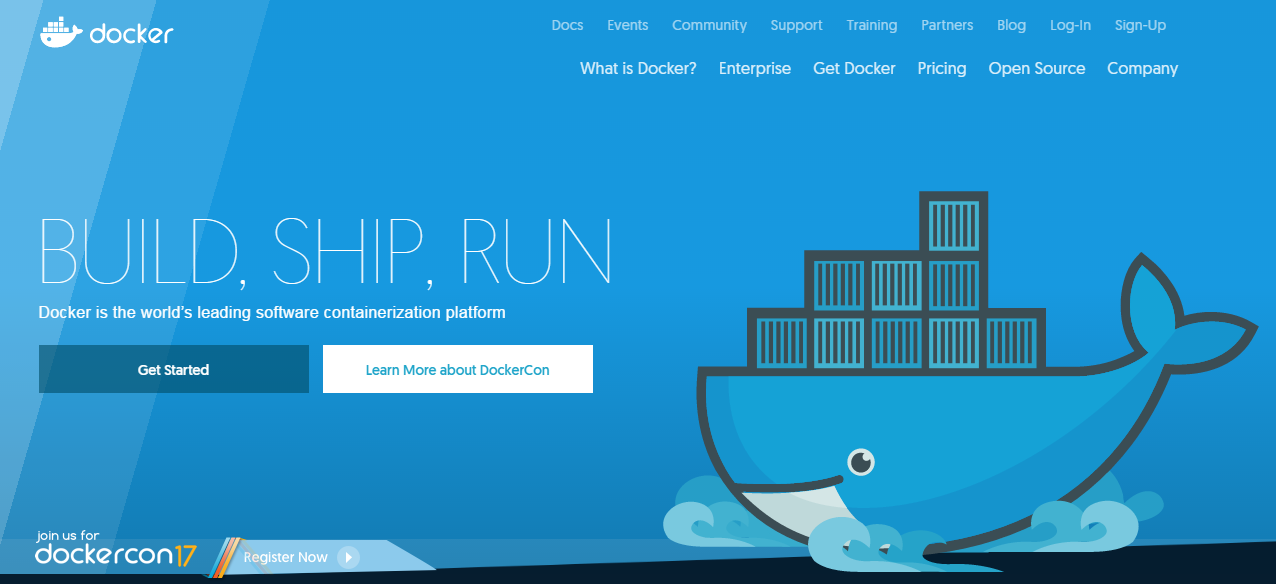 docker
Docs Events Community Support Training Partners Blog Log-In Sign-Up
What is Docker? Enterprise Get Docker Pricing Open Source Company
BUILD, SHIP, RUN
Docker is the world’s leading software containerization platform
Get Started Learn More about DockerCon
join us for
dockercon17 Register Now